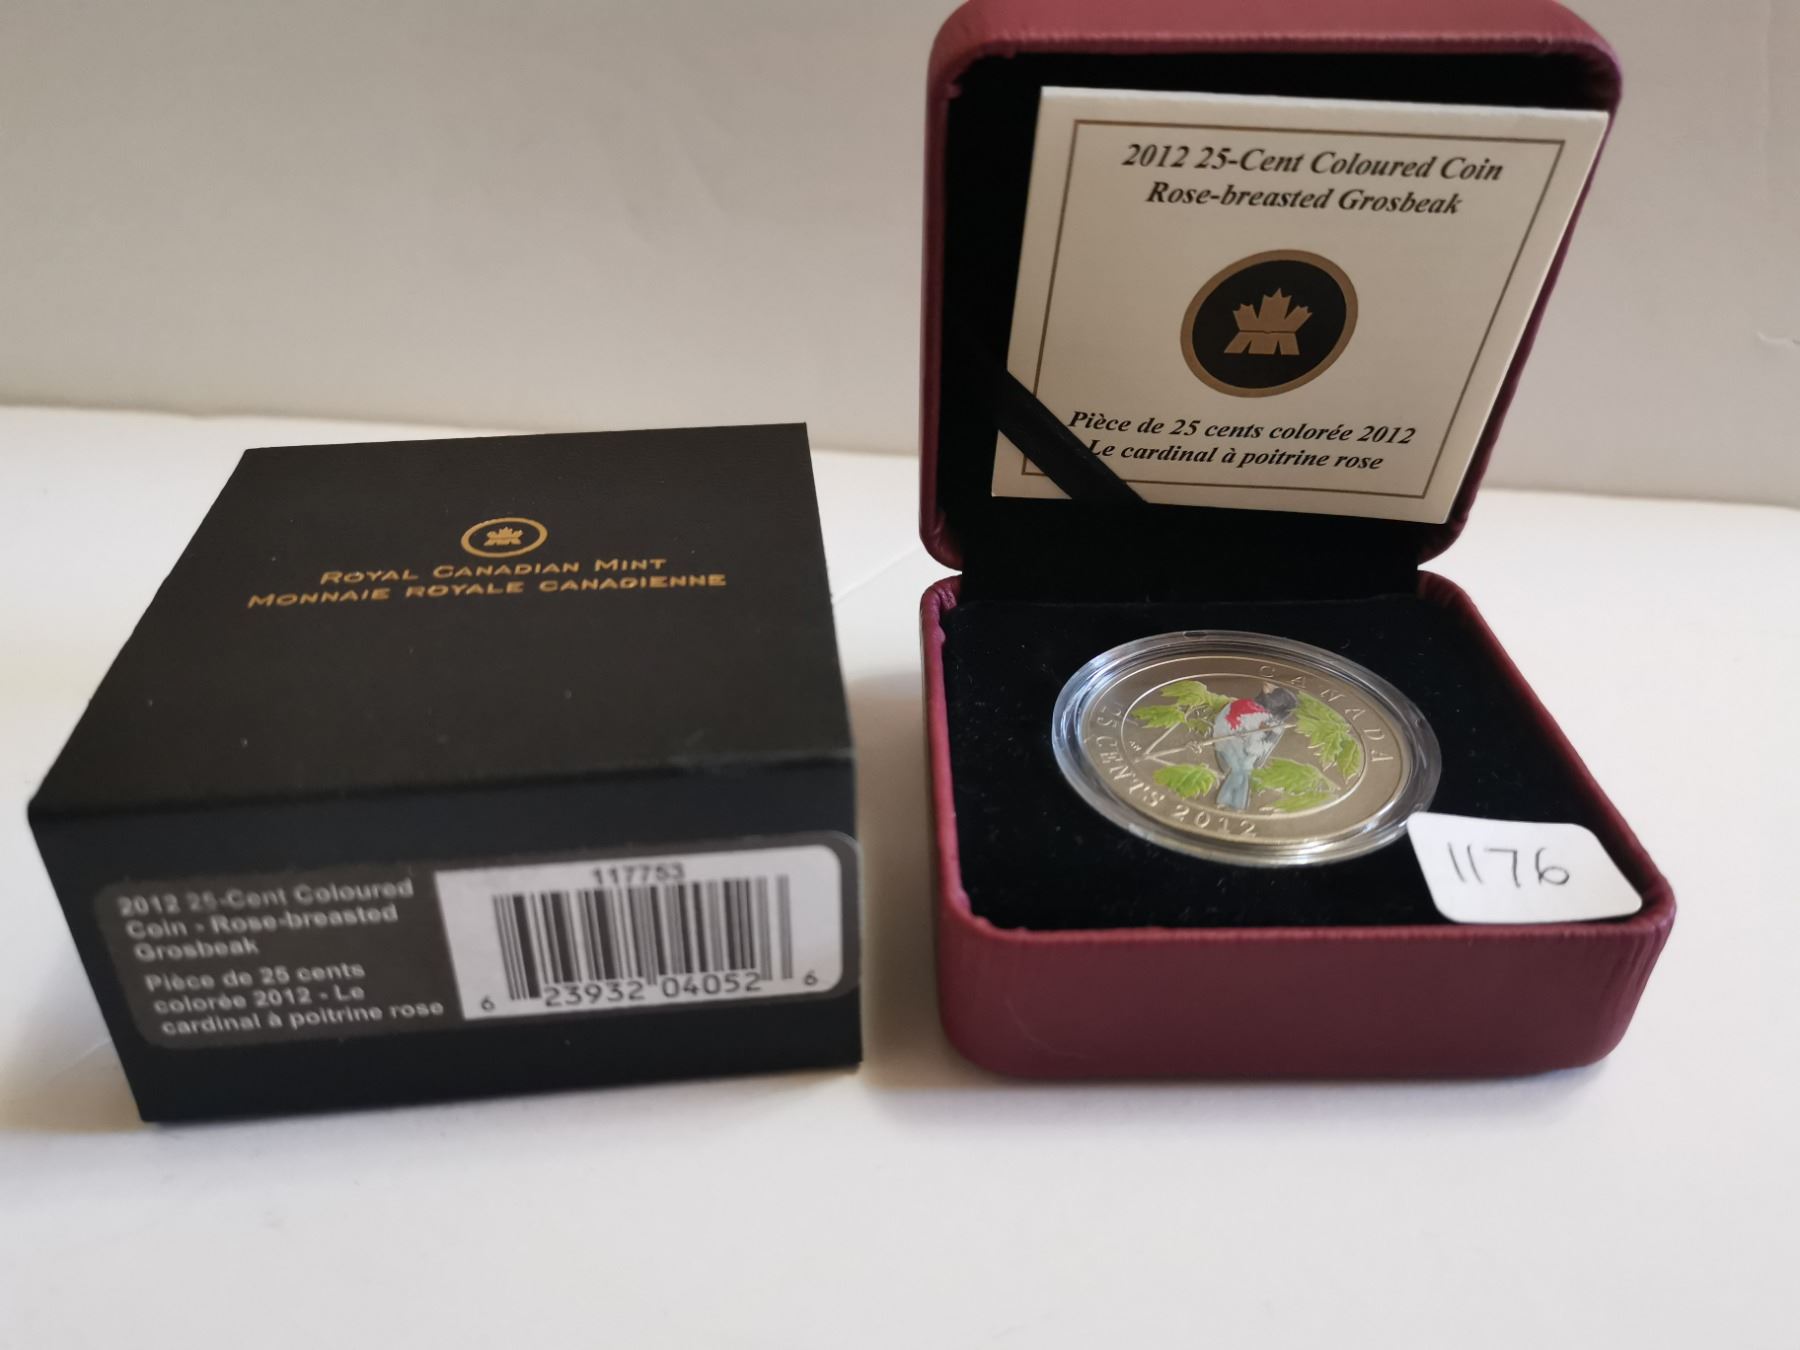 ROYAL CANADIAN MINT
MONNAIE ROYALE CANADIENNE
2012 25-Cent Coloured
Coin - Rose-breasted
Grosbeak
Pièce de 25 cents
colorée 2012 - Le
cardinal à poitrine rose
117753
6 23932 04052 6
2012 25-Cent Coloured Coin
Rose-breasted Grosbeak
Pièce de 25 cents colorée 2012
Le cardinal à poitrine rose
CANADA
25 CENTS 2012
1176